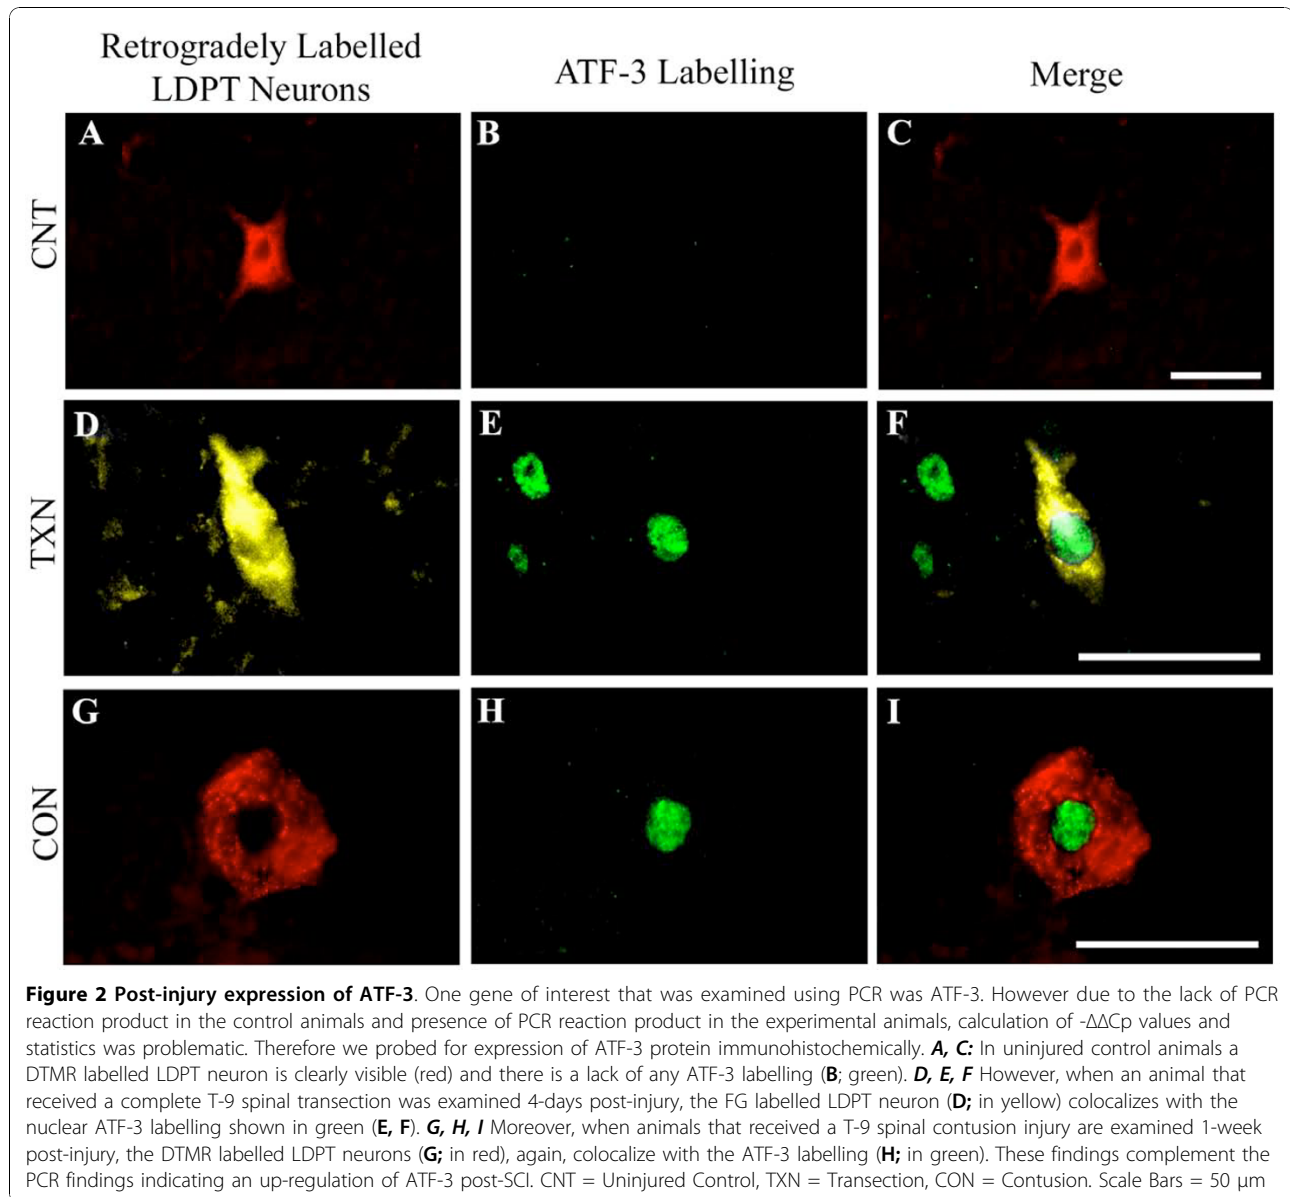 Retrogradely Labelled
LDPT Neurons
ATF-3 Labelling
Merge
CNT
A
B
C
TXN
D
E
F
CON
G
H
I
Figure 2 Post-injury expression of ATF-3. One gene of interest that was examined using PCR was ATF-3. However due to the lack of PCR
reaction product in the control animals and presence of PCR reaction product in the experimental animals, calculation of -ΔΔCp values and
statistics was problematic. Therefore we probed for expression of ATF-3 protein immunohistochemically. A, C: In uninjured control animals a
DTMR labelled LDPT neuron is clearly visible (red) and there is a lack of any ATF-3 labelling (B; green). D, E, F However, when an animal that
received a complete T-9 spinal transection was examined 4-days post-injury, the FG labelled LDPT neuron (D; in yellow) colocalizes with the
nuclear ATF-3 labelling shown in green (E, F). G, H, I Moreover, when animals that received a T-9 spinal contusion injury are examined 1-week
post-injury, the DTMR labelled LDPT neurons (G; in red), again, colocalize with the ATF-3 labelling (H; in green). These findings complement the
PCR findings indicating an up-regulation of ATF-3 post-SCI. CNT = Uninjured Control, TXN = Transection, CON = Contusion. Scale Bars = 50 μm